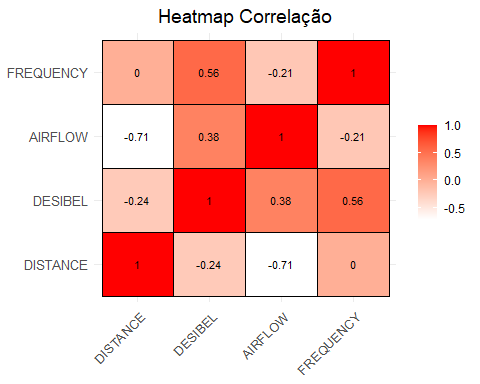 Heatmap Correlação
FREQUENCY 0 0.56 -0.21 1
AIRFLOW -0.71 0.38 1 -0.21
DESIBEL -0.24 1 0.38 0.56
DISTANCE 1 -0.24 -0.71 0
DISTANCE DESIBEL AIRFLOW FREQUENCY
1.0
0.5
0.0
-0.5